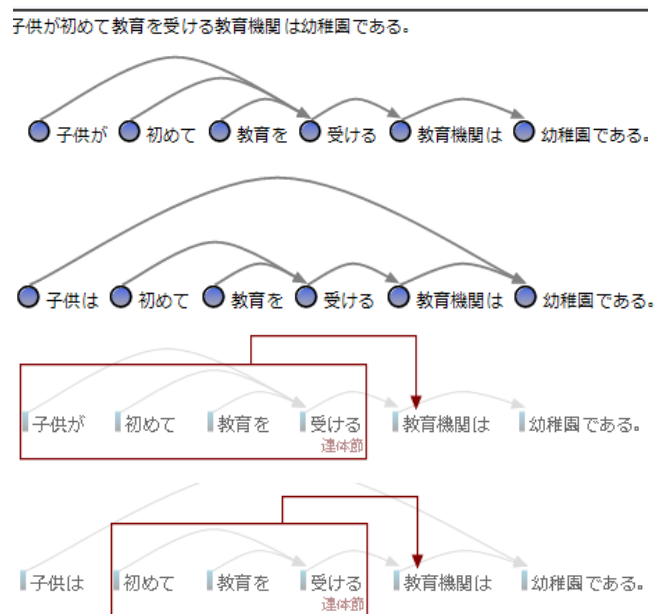 子供が初めて教育を受ける教育機関は幼稚園である。
子供が 初めて 教育を 受ける 教育機関は 幼稚園である。
子供は 初めて 教育を 受ける 教育機関は 幼稚園である。
子供が 初めて 教育を 受ける 教育機関は 幼稚園である。
連体節
子供は 初めて 教育を 受ける 教育機関は 幼稚園である。
連体節